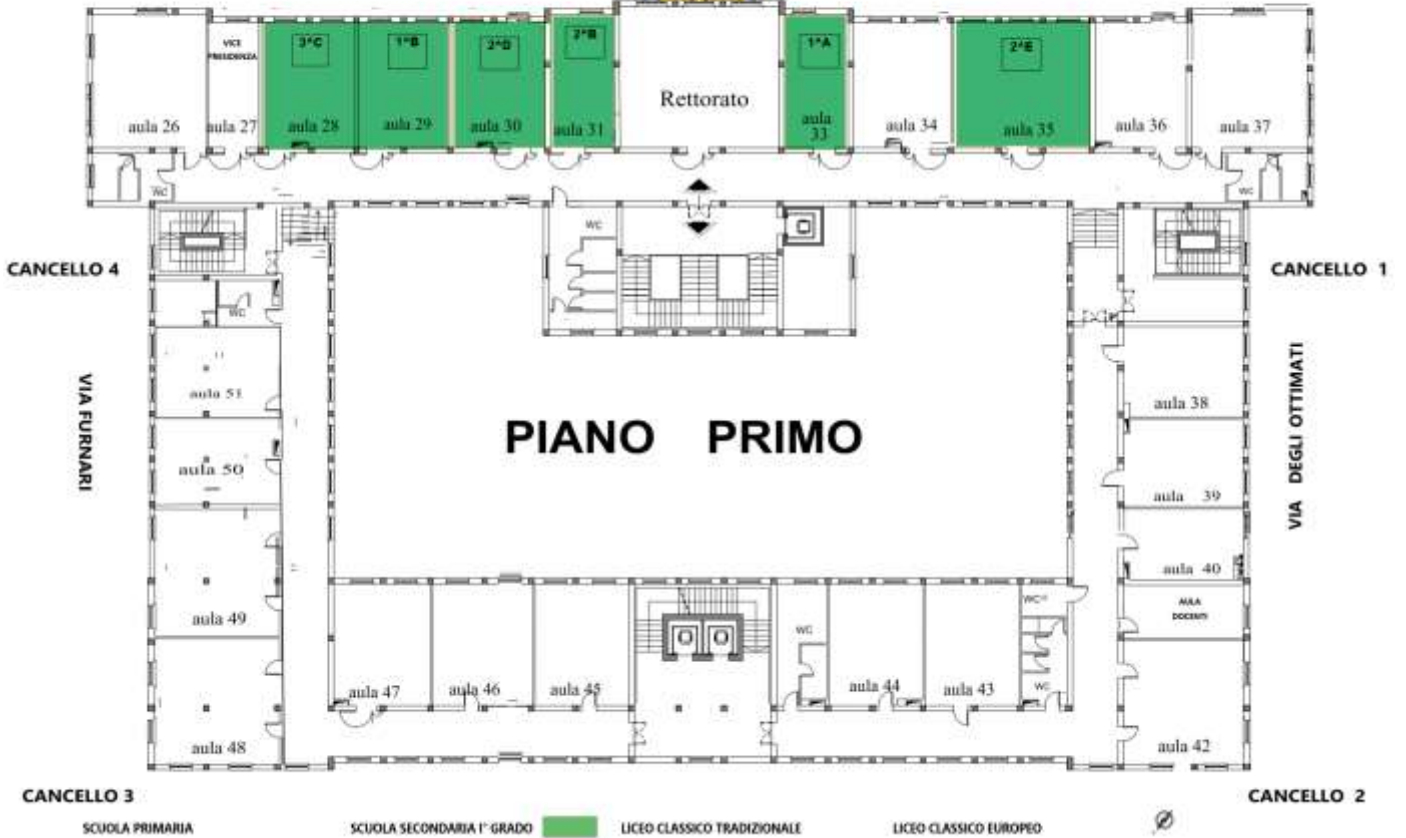 3^C
1^B
2^D
2^B
1^A
2^E
VICE
PRESIDENZA
Rettorato
aula 26
aula 27
aula 28
aula 29
aula 30
aula 31
aula
33
aula 34
aula 35
aula 36
aula 37
WC
WC
WC
CANCELLO 4
CANCELLO 1
WC
VIA FURNARI
aula 51
aula 50
aula 49
aula 48
PIANO PRIMO
aula 38
aula 39
aula 40
AULA
DOCENTI
aula 42
VIA DEGLI OTTIMATI
WC
WC
WC
aula 47
aula 46
aula 45
aula 44
aula 43
CANCELLO 3
CANCELLO 2
SCUOLA PRIMARIA
SCUOLA SECONDARIA I° GRADO
LICEO CLASSICO TRADIZIONALE
LICEO CLASSICO EUROPEO